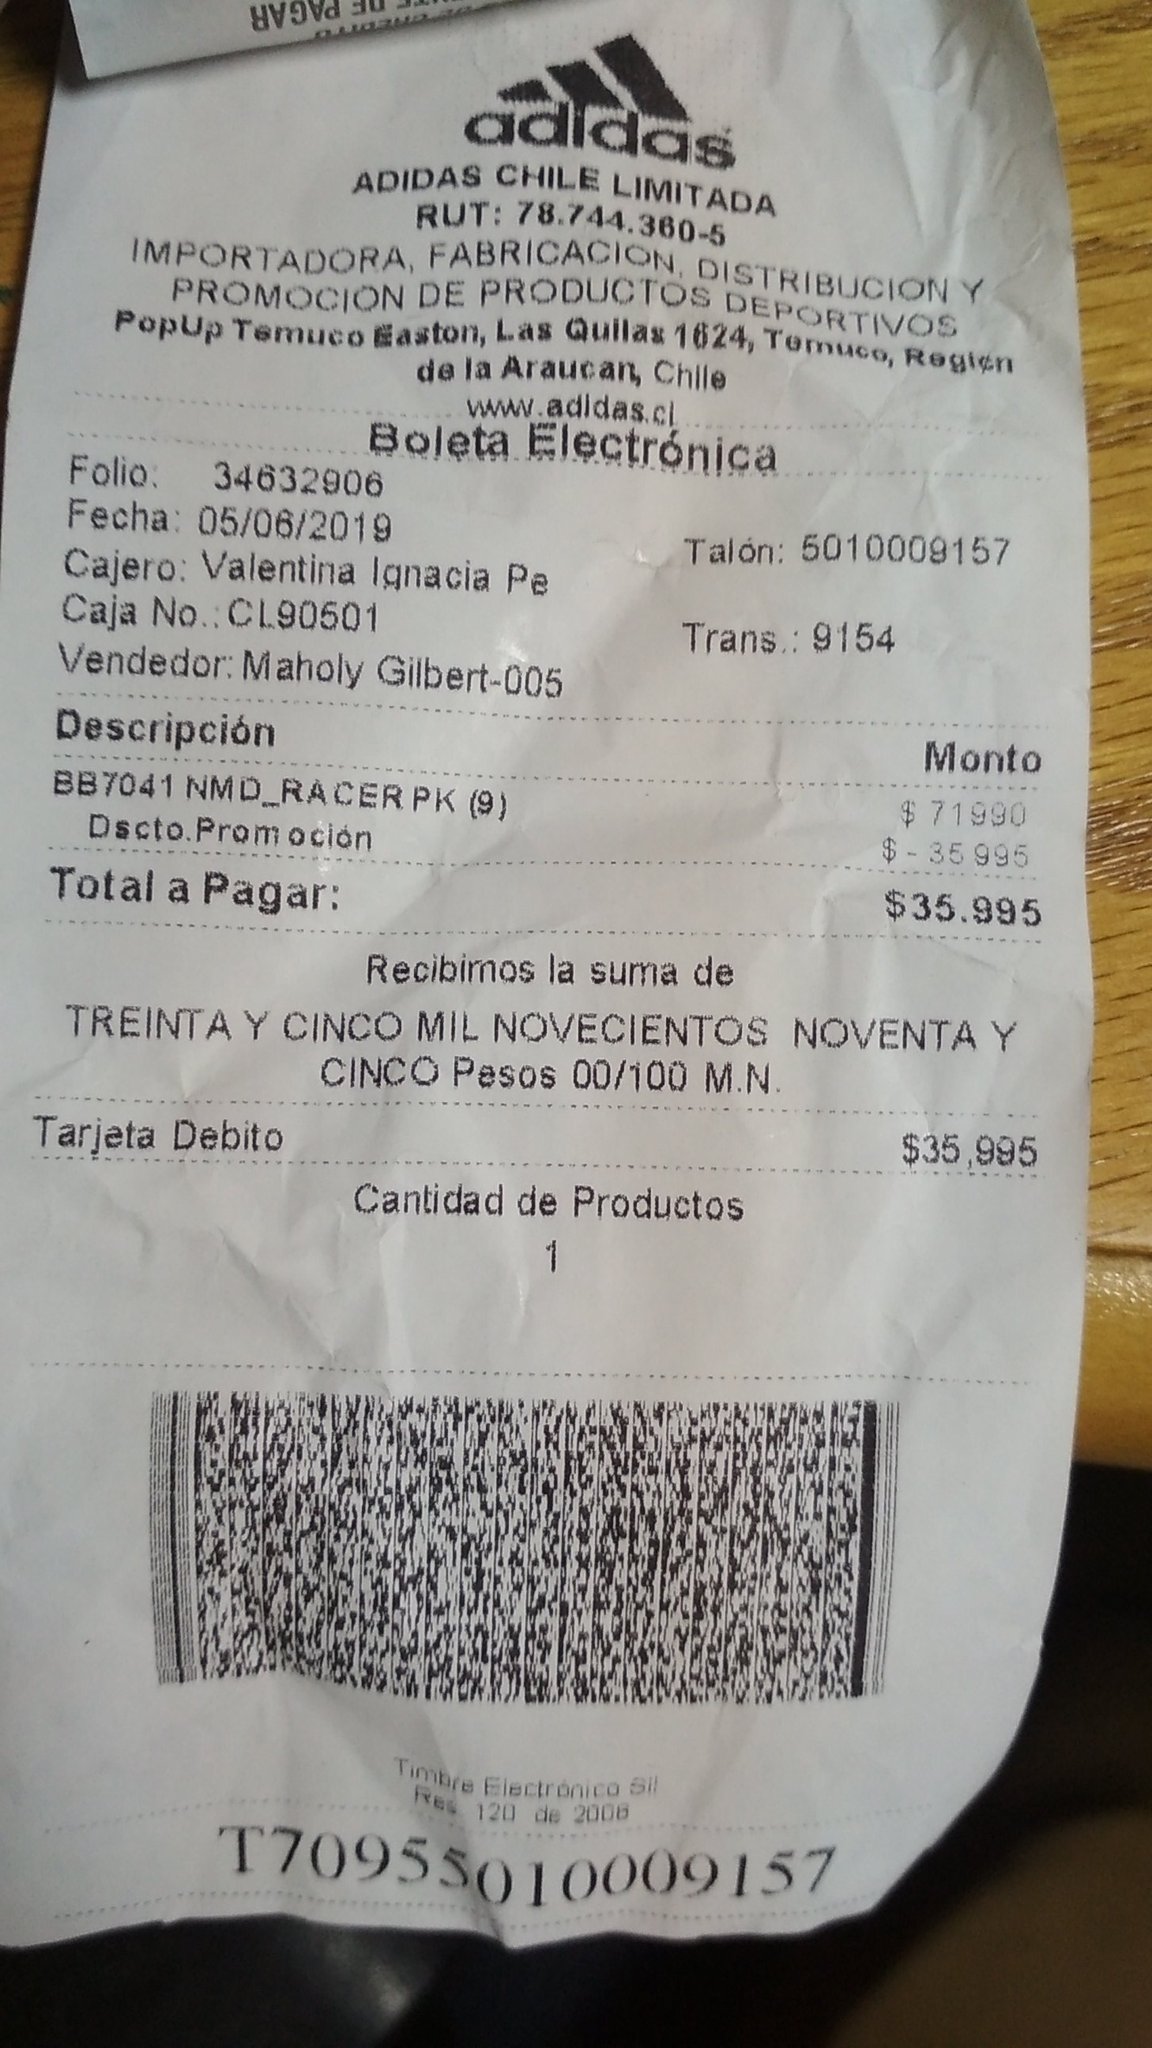 DE PAGAR
adidas
ADIDAS CHILE LIMITADA
RUT: 78.744.360-5
IMPORTADORA, FABRICACION, DISTRIBUCION Y
PROMOCION DE PRODUCTOS DEPORTIVOS
PopUp Temuco Easton, Las Quilas 1624, Temuco, Región
de la Araucan, Chile
www.adidas.cl
Boleta Electrónica
Folio: 34632906
Fecha: 05/06/2019
Talón: 5010009157
Cajero: Valentina Ignacia Pe
Caja No.: CL90501
Trans.: 9154
Vendedor: Maholy Gilbert-005
Descripción Monto
BB7041 NMD_RACER PK (9) $ 71990
Dscto.Promoción $ - 35995
Total a Pagar: $35.995
Recibimos la suma de
TREINTA Y CINCO MIL NOVECIENTOS NOVENTA Y
CINCO Pesos 00/100 M.N.
Tarjeta Debito $35,995
Cantidad de Productos
1
Timbre Electrónico SII
Res. 120 de 2006
T70955010009157